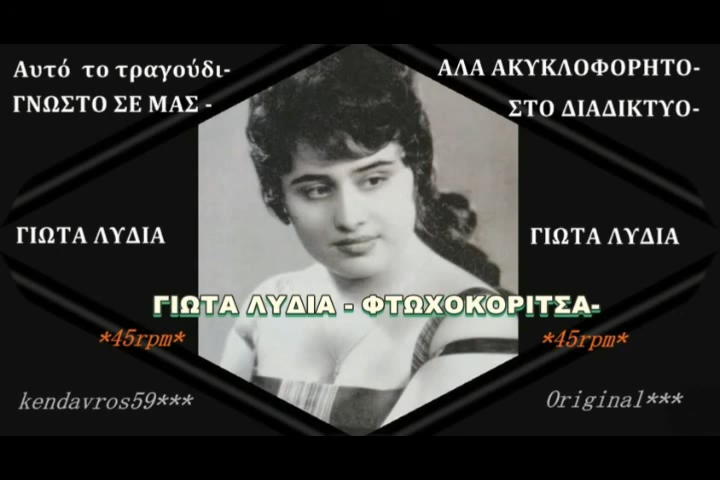 Αυτό το τραγούδι-
ΓΝΩΣΤΟ ΣΕ ΜΑΣ -
ΑΛΑ ΑΚΥΚΛΟΦΟΡΗΤΟ-
ΣΤΟ ΔΙΑΔΙΚΤΥΟ-
ΓΙΩΤΑ ΛΥΔΙΑ
ΓΙΩΤΑ ΛΥΔΙΑ
ΓΙΩΤΑ ΛΥΔΙΑ - ΦΤΩΧΟΚΟΡΙΤΣΑ-
*45rpm*
*45rpm*
kendavros59***
Original***